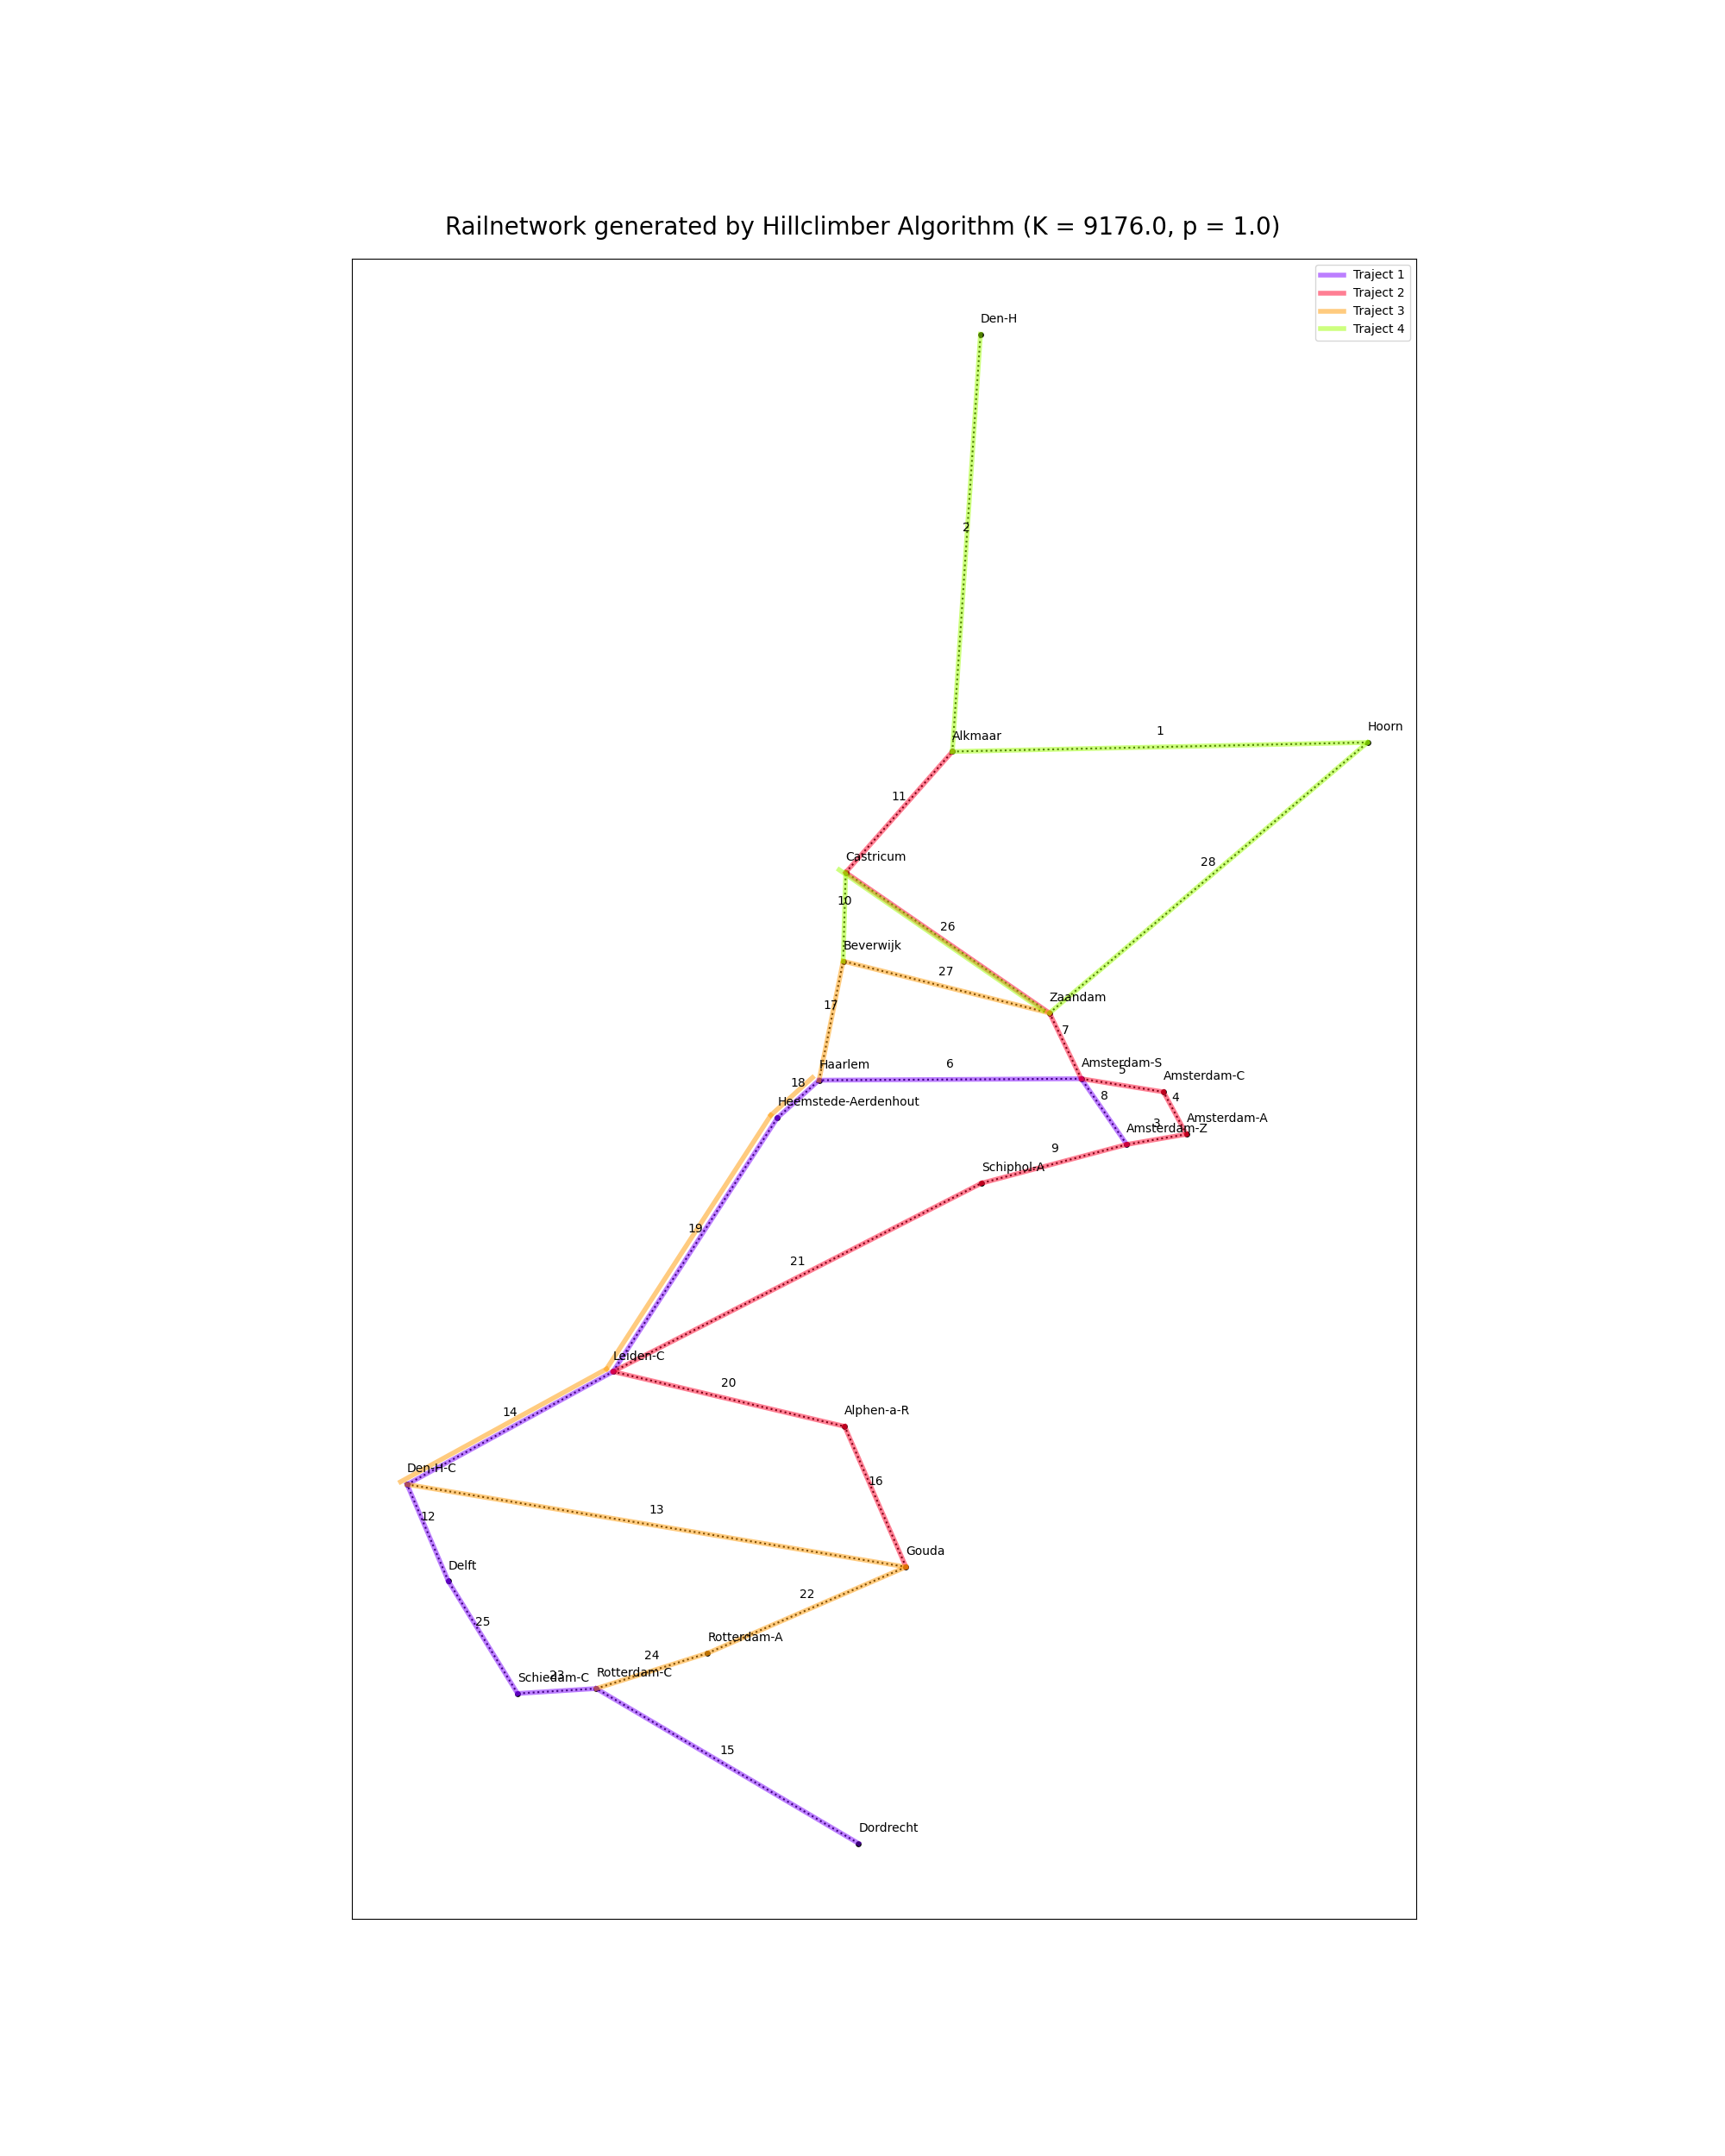 Railnetwork generated by Hillclimber Algorithm (K = 9176.0, p = 1.0)
Traject 1
Traject 2
Traject 3
Traject 4
Den-H
2
Hoorn
1
Alkmaar
11
Castricum
28
10
26
Beverwijk
27
Zaandam
17
7
Haarlem
6
Amsterdam-S
5
Amsterdam-C
18
8
4
Heemstede-Aerdenhout
Amsterdam-A
3
Amsterdam-Z
9
Schiphol-A
19
21
Leiden-C
20
14
Alphen-a-R
Den-H-C
16
13
12
Gouda
Delft
22
25
Rotterdam-A
24
23
Rotterdam-C
Schiedam-C
15
Dordrecht